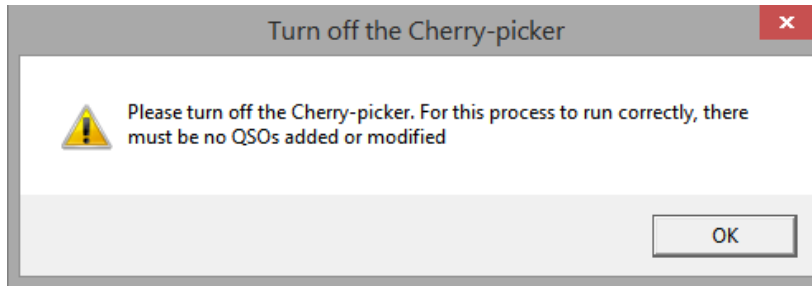 Turn off the Cherry-picker
Please turn off the Cherry-picker. For this process to run correctly, there
must be no QSOs added or modified
OK